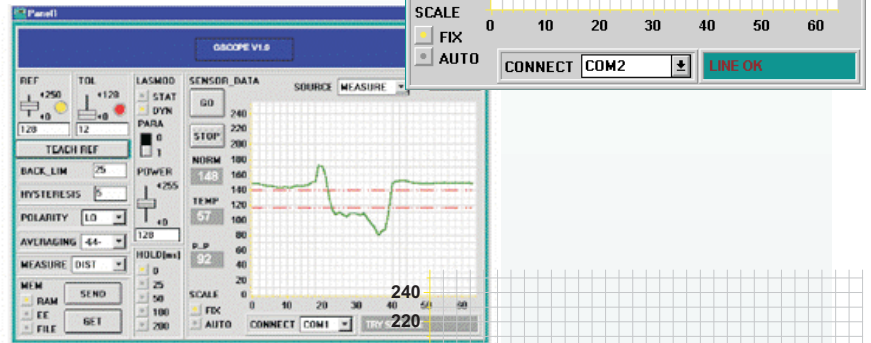 Panel1
GSCOPE V1.0
REF
TOL
+250
+0
128
+128
+0
12
TEACH REF
BACK_LIM 25
HYSTERESIS 5
POLARITY LO
AVERAGING -64-
MEASURE DIST
MEM
RAM
EE
FILE
SEND
GET
LASMOD
STAT
DYN
PARA
0
1
POWER
+255
+0
128
HOLD[ms]
0
25
50
100
200
SENSOR_DATA
SOURCE MEASURE
GO
STOP
NORM
148
TEMP
57
P_P
92
SCALE
FIX
AUTO
240
220
200
180
160
140
120
100
80
60
40
20
0
0 10 20 30 40 50 60
CONNECT COM1
TRY
SCALE
FIX
AUTO
0 10 20 30 40 50 60
CONNECT COM2 LINE OK
240
220